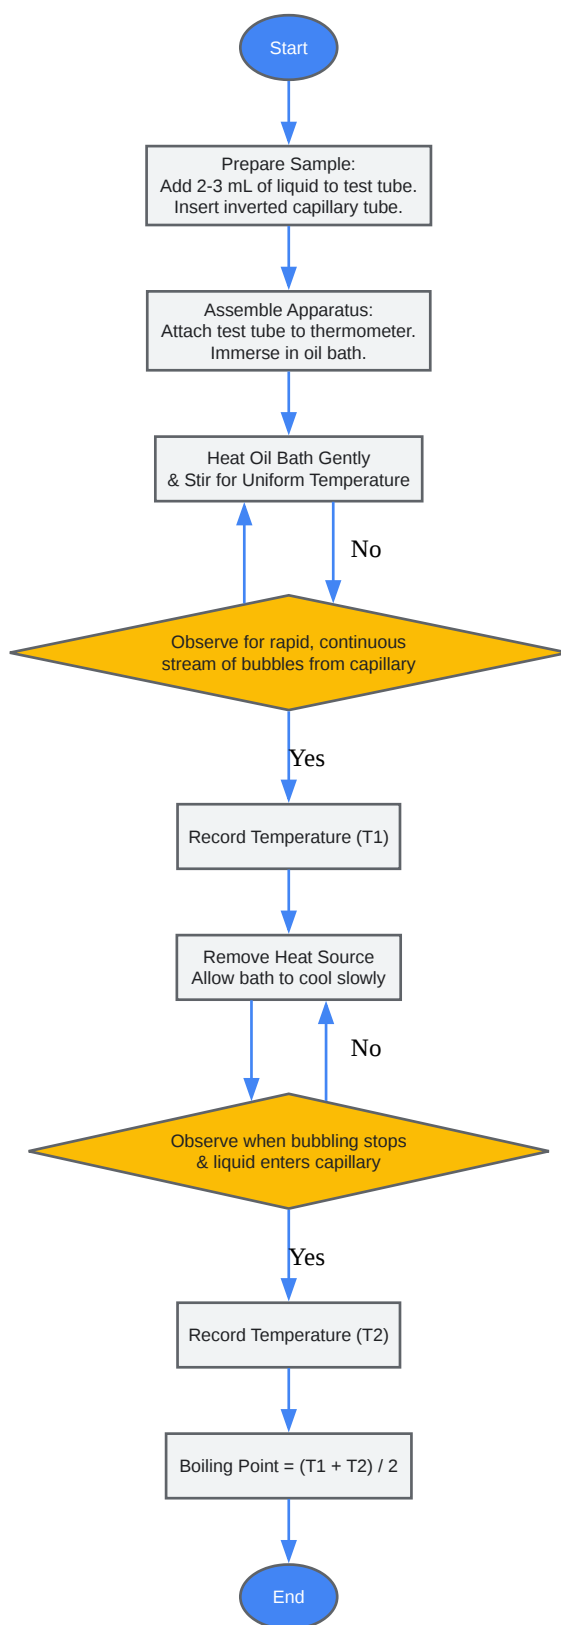 Start
Prepare Sample:
Add 2-3 mL of liquid to test tube.
Insert inverted capillary tube.
Assemble Apparatus:
Attach test tube to thermometer.
Immerse in oil bath.
Heat Oil Bath Gently
& Stir for Uniform Temperature
No
Observe for rapid, continuous
stream of bubbles from capillary
Yes
Record Temperature (T1)
Remove Heat Source
Allow bath to cool slowly
No
Observe when bubbling stops
& liquid enters capillary
Yes
Record Temperature (T2)
Boiling Point = (T1 + T2) / 2
End